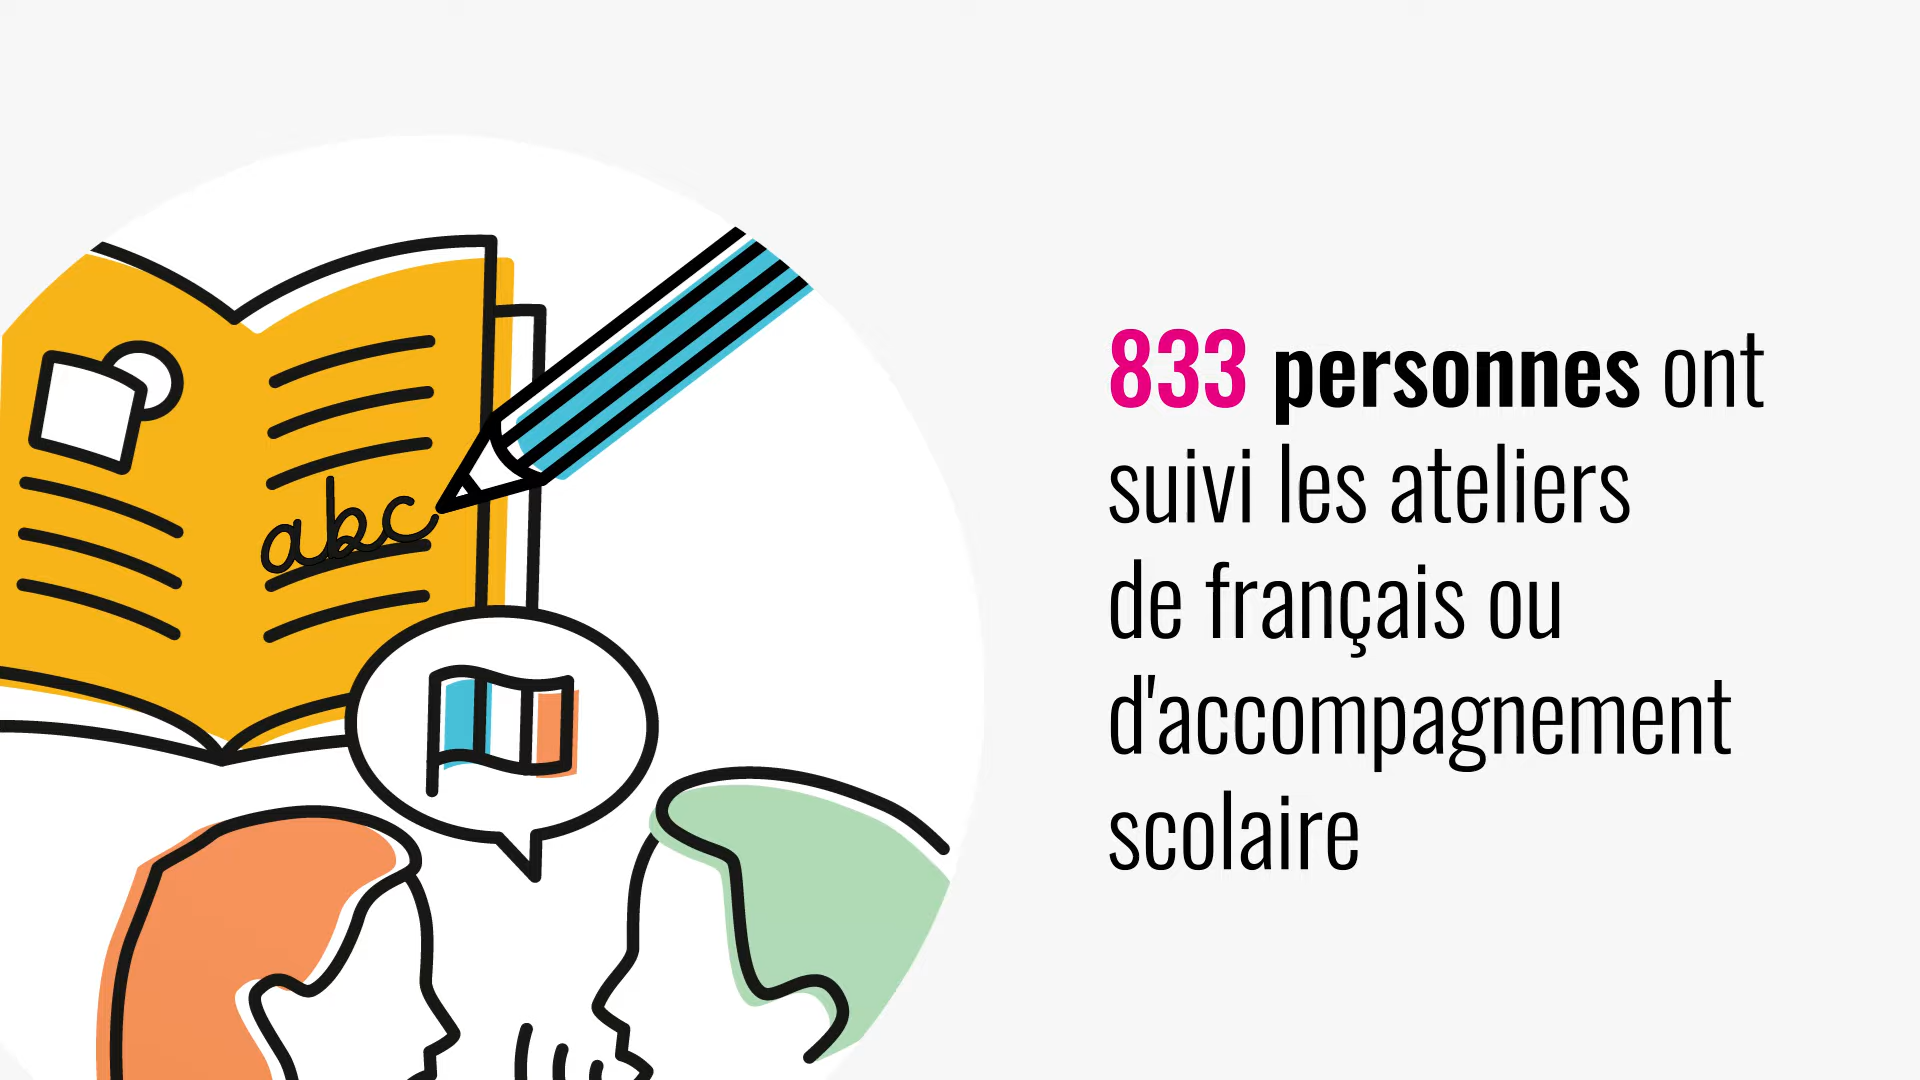 abc
833 personnes ont
suivi les ateliers
de français ou
d'accompagnement
scolaire